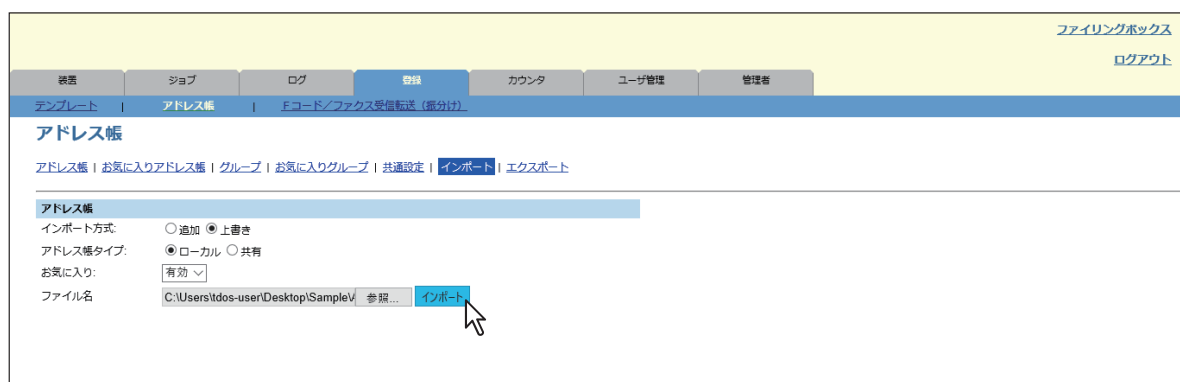 ファイリングボックス
ログアウト
装置 ジョブ ログ 登録 カウンタ ユーザ管理 管理者
テンプレート | アドレス帳 | Fコード/ファクス受信転送（振分け）
アドレス帳
アドレス帳 | お気に入りアドレス帳 | グループ | お気に入りグループ | 共通設定 | インポート | エクスポート
アドレス帳
インポート方式: 追加 上書き
アドレス帳タイプ: ローカル 共有
お気に入り: 有効
ファイル名 C:\Users\tdos-user\Desktop\Sample\ 参照... インポート